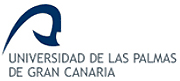 UNIVERSIDAD DE LAS PALMAS
DE GRAN CANARIA